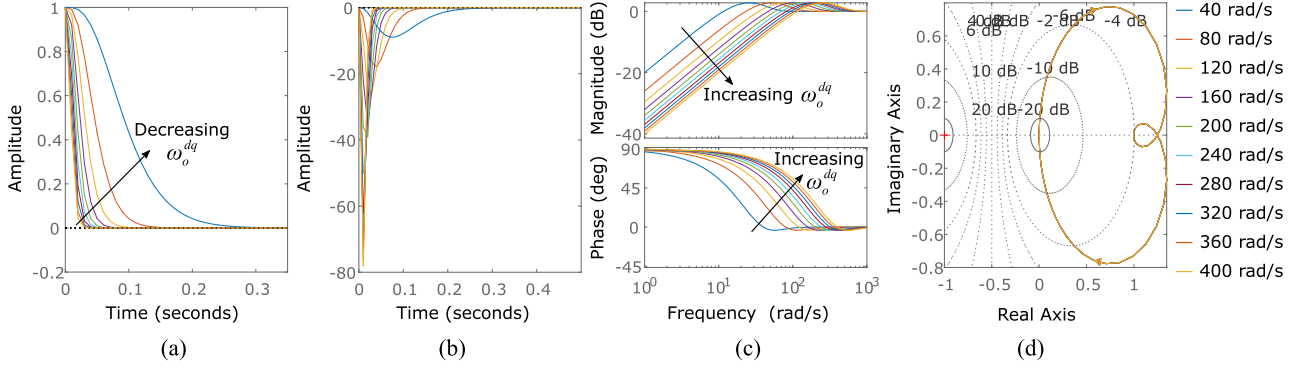 1
0.8
0.6
0.4
0.2
0
-0.2
Amplitude
Decreasing
ω_o^{dq}
0 0.1 0.2 0.3
Time (seconds)
(a)
0
-20
-40
-60
-80
Amplitude
0 0.1 0.2 0.3 0.4
Time (seconds)
(b)
0
-20
-40
Magnitude (dB)
Increasing ω_o^{dq}
90
45
0
-45
Phase (deg)
Increasing
ω_o^{dq}
10^0 10^1 10^2 10^3
Frequency (rad/s)
(c)
0.6
0.4
0.2
0
-0.2
-0.4
-0.6
-0.8
Imaginary Axis
6 dB
-2 dB
-4 dB
10 dB
-10 dB
20 dB
-20 dB
-1 -0.5 0 0.5 1
Real Axis
(d)
40 rad/s
80 rad/s
120 rad/s
160 rad/s
200 rad/s
240 rad/s
280 rad/s
320 rad/s
360 rad/s
400 rad/s